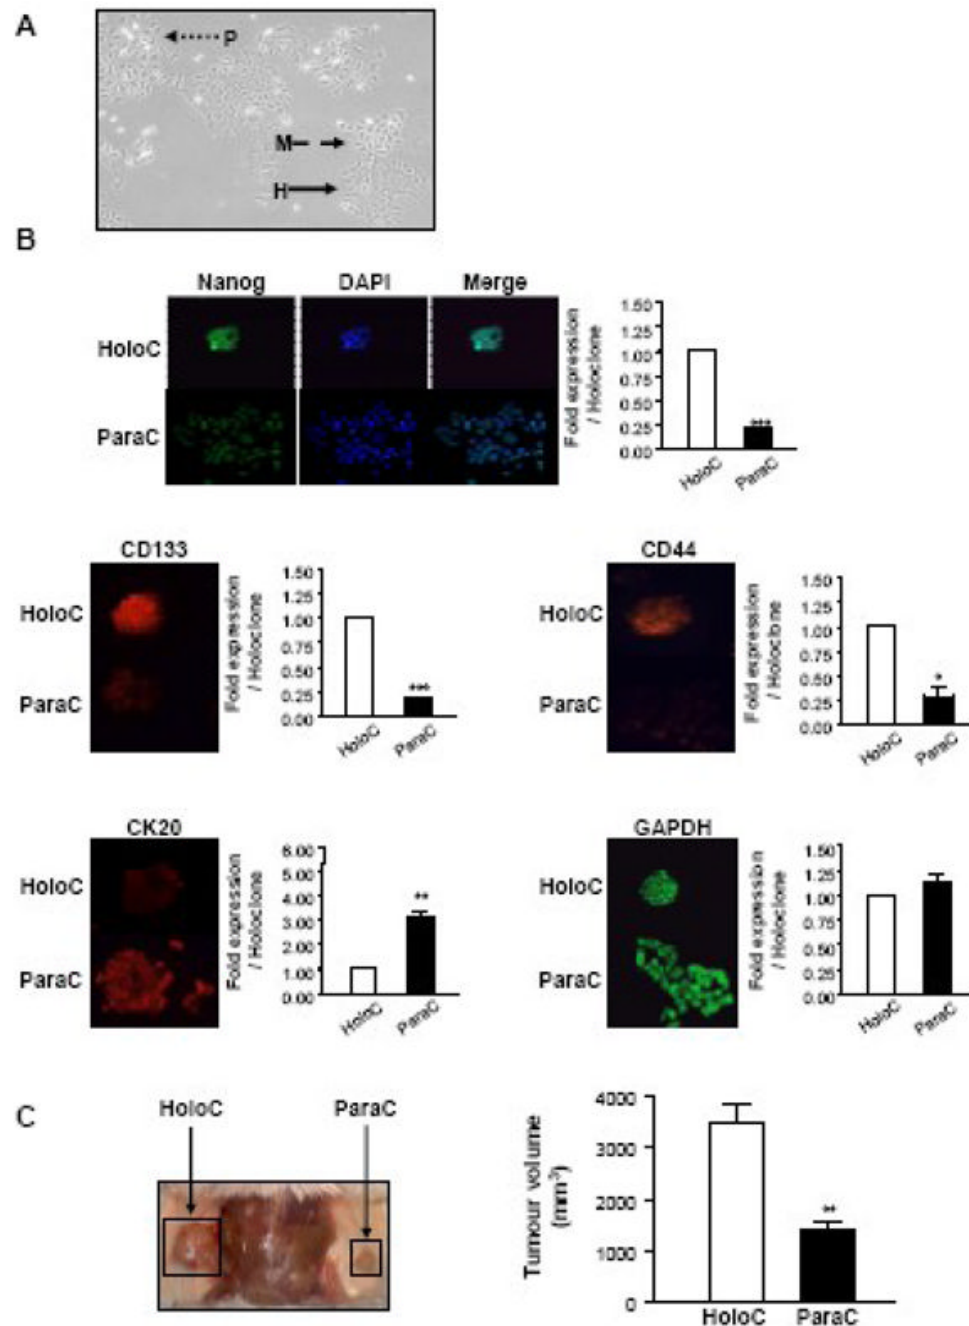 A
P
M
H
B
Nanog DAPI Merge
HoloC
ParaC
Fold expression
/ Holoclone
1.50
1.25
1.00
0.75
0.50
0.25
0.00
***
HoloC ParaC
CD133
HoloC
ParaC
Fold expression
/ Holoclone
1.50
1.25
1.00
0.75
0.50
0.25
0.00
***
HoloC ParaC
CD44
HoloC
ParaC
Fold expression
/ Holoclone
1.50
1.25
1.00
0.75
0.50
0.25
0.00
*
HoloC ParaC
CK20
HoloC
ParaC
Fold expression
/ Holoclone
6.00
5.00
4.00
3.00
2.00
1.00
0.00
**
HoloC ParaC
GAPDH
HoloC
ParaC
Fold expression
/ Holoclone
1.50
1.25
1.00
0.75
0.50
0.25
0.00
HoloC ParaC
C
HoloC ParaC
Tumour volume
(mm³)
4000
3000
2000
1000
0
**
HoloC ParaC